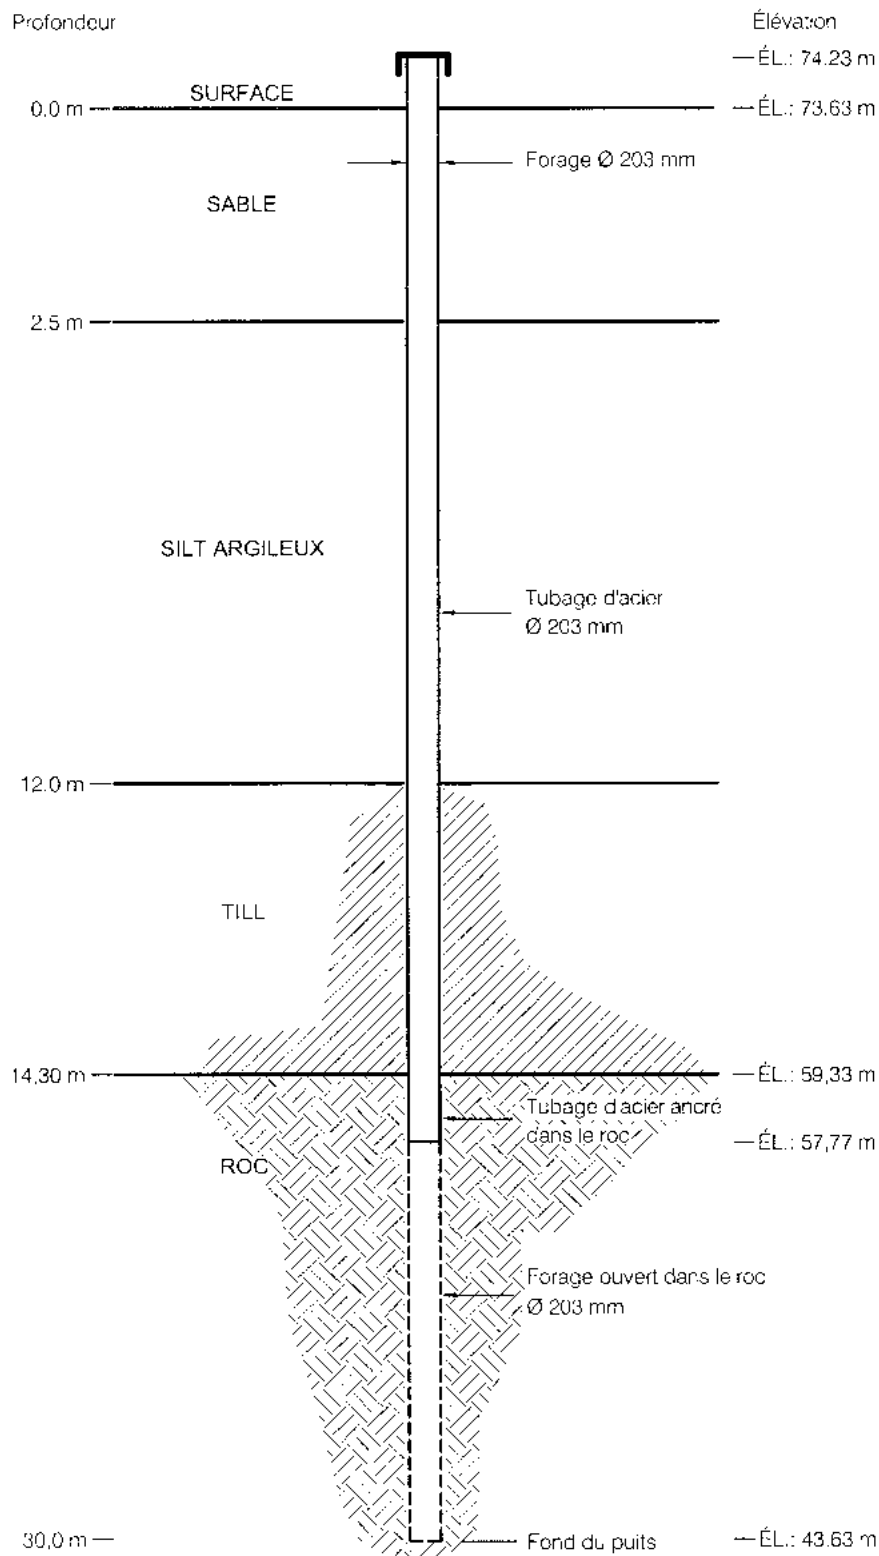 Profondeur
Élévation
ÉL.: 74.23 m
SURFACE
0.0 m
ÉL.: 73.63 m
Forage Ø 203 mm
SABLE
2.5 m
SILT ARGILEUX
Tubage d'acier
Ø 203 mm
12.0 m
TILL
14.30 m
ÉL.: 59,33 m
Tubage d'acier ancré
dans le roc
ÉL.: 57,77 m
ROC
Forage ouvert dans le roc
Ø 203 mm
30,0 m
Fond du puits
ÉL.: 43.63 m